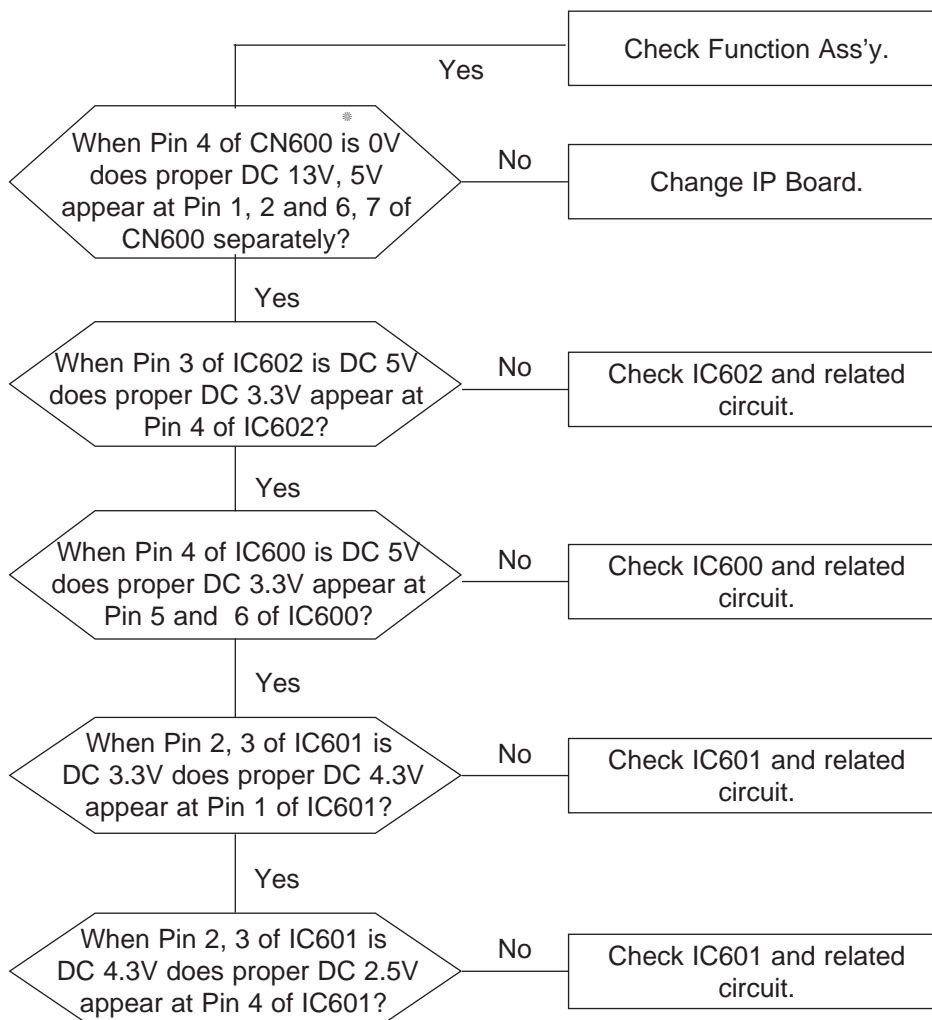 Check Function Ass'y.
Yes
When Pin 4 of CN600 is 0V
does proper DC 13V, 5V
appear at Pin 1, 2 and 6, 7 of
CN600 separately?
No
Change IP Board.
Yes
When Pin 3 of IC602 is DC 5V
does proper DC 3.3V appear at
Pin 4 of IC602?
No
Check IC602 and related
circuit.
Yes
When Pin 4 of IC600 is DC 5V
does proper DC 3.3V appear at
Pin 5 and 6 of IC600?
No
Check IC600 and related
circuit.
Yes
When Pin 2, 3 of IC601 is
DC 3.3V does proper DC 4.3V
appear at Pin 1 of IC601?
No
Check IC601 and related
circuit.
Yes
When Pin 2, 3 of IC601 is
DC 4.3V does proper DC 2.5V
appear at Pin 4 of IC601?
No
Check IC601 and related
circuit.